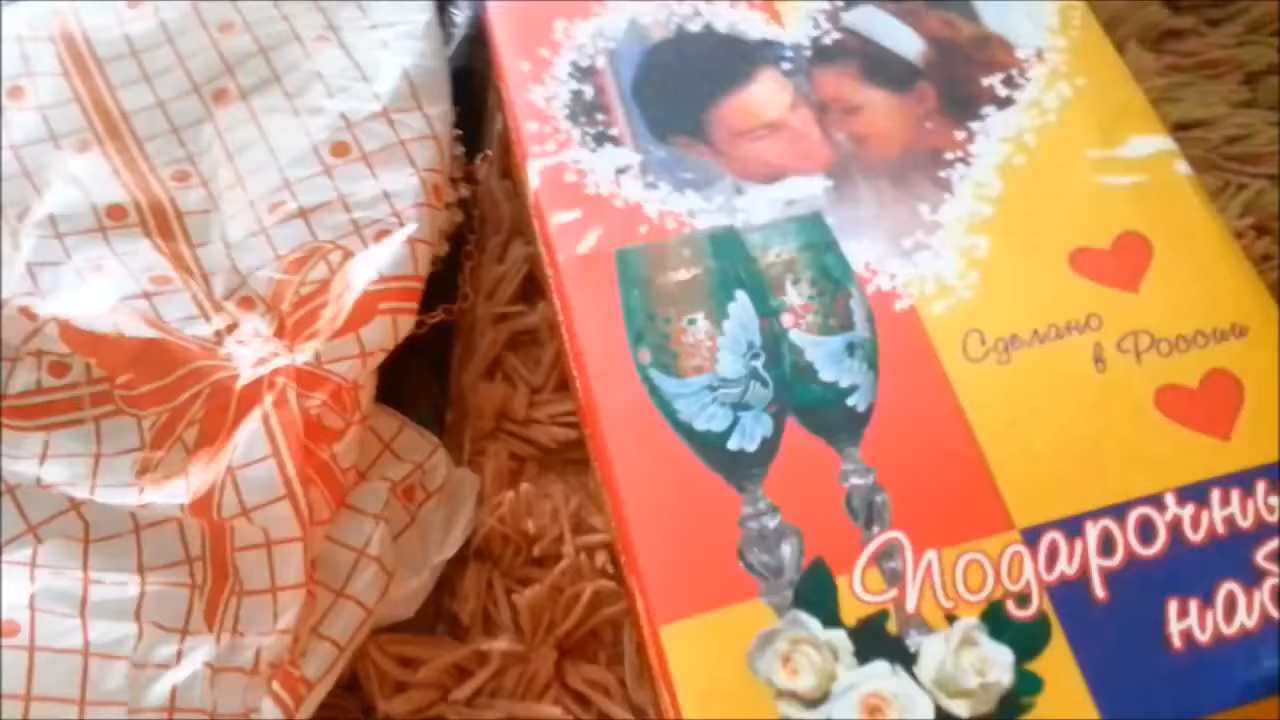 Сделано
в России
Подарочны
наб